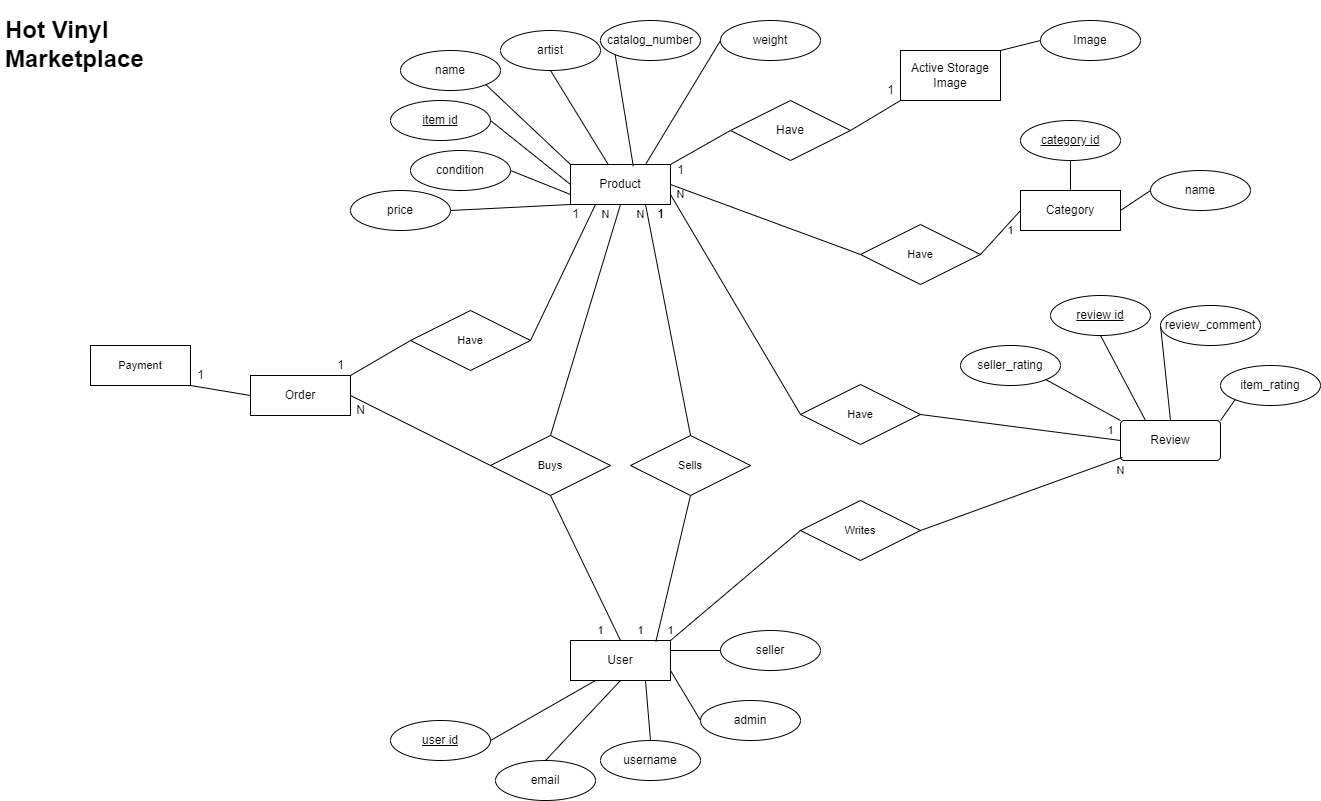 Hot Vinyl
Marketplace
artist
catalog_number
weight
Image
name
Active Storage
Image
1
item id
Have
category id
condition
1
Product
N
name
price
Category
1
N
N
1
1
Have
review id
review_comment
Have
1
seller_rating
Payment
1
item_rating
Order
N
Have
1
Review
Buys
Sells
N
Writes
1
1
1
User
seller
admin
user id
username
email